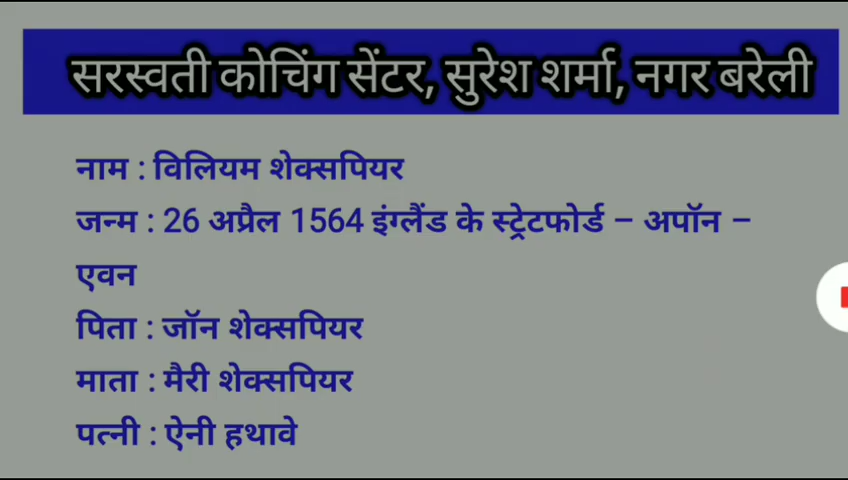 सरस्वती कोचिंग सेंटर, सुरेश शर्मा, नगर बरेली
नाम : विलियम शेक्सपियर
जन्म : 26 अप्रैल 1564 इंग्लैंड के स्ट्रेटफोर्ड – अपॉन –
एवन
पिता : जॉन शेक्सपियर
माता : मैरी शेक्सपियर
पत्नी : ऐनी हथावे